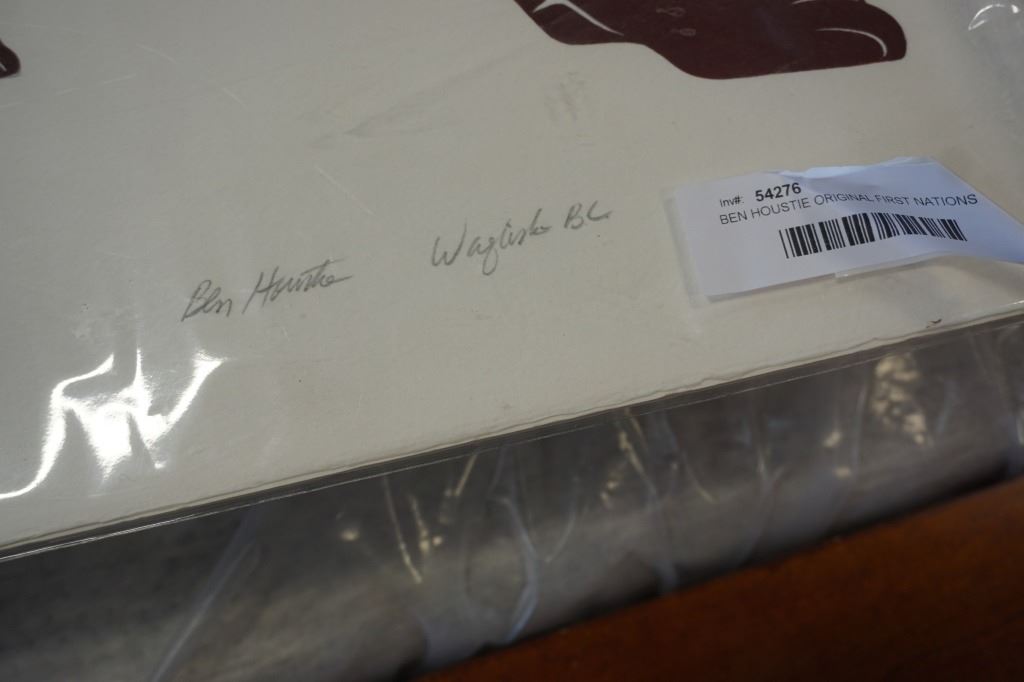 Inv#: 54276
BEN HOUSTIE ORIGINAL FIRST NATIONS
Ben Houstie Waglisla BC